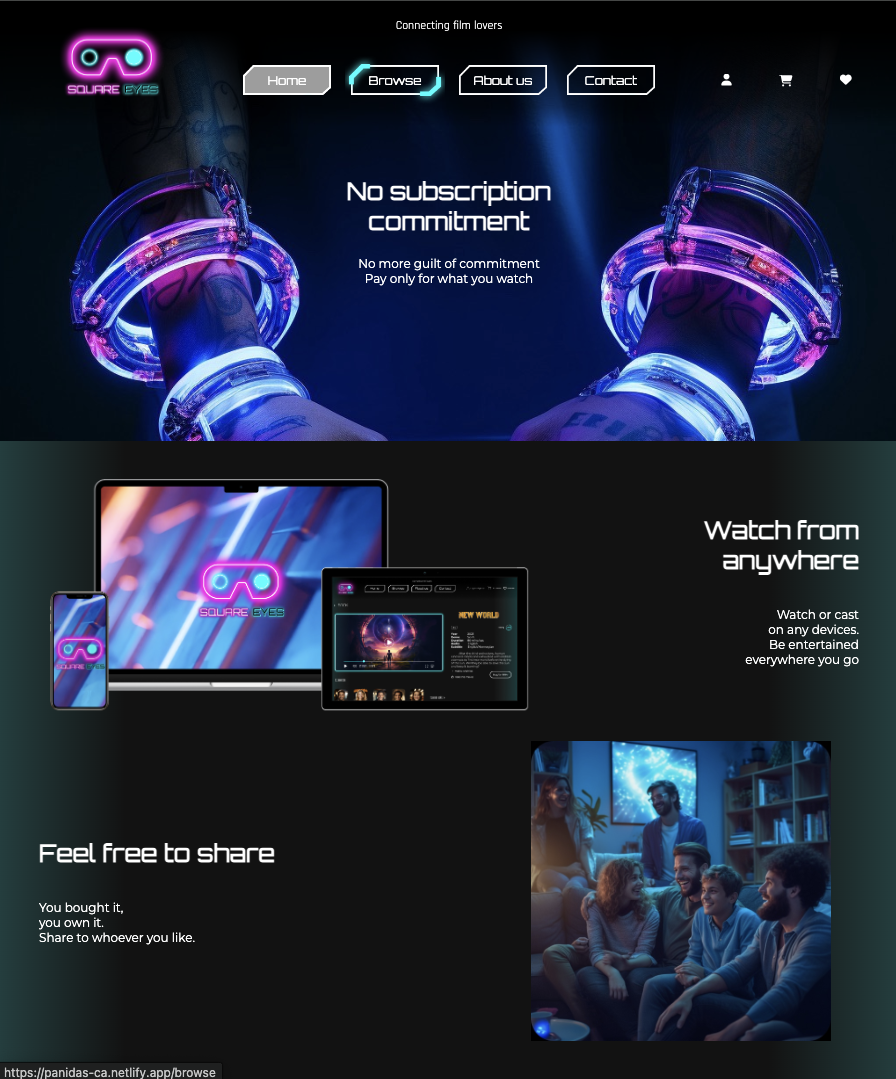 Connecting film lovers
SQUARE EYES
Home
Browse
About us
Contact
No subscription
commitment
No more guilt of commitment
Pay only for what you watch
SQUARE EYES
SQUARE EYES
NEW WORLD
Watch from
anywhere
Watch or cast
on any devices.
Be entertained
everywhere you go
Feel free to share
You bought it,
you own it.
Share to whoever you like.
https://panidas-ca.netlify.app/browse